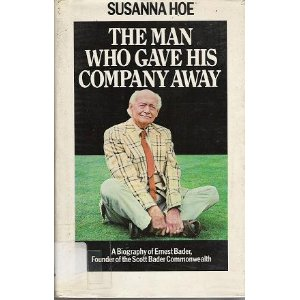 SUSANNA HOE
THE MAN
WHO GAVE HIS
COMPANY AWAY
A Biography of Ernest Bader,
Founder of the Scott Bader Commonwealth